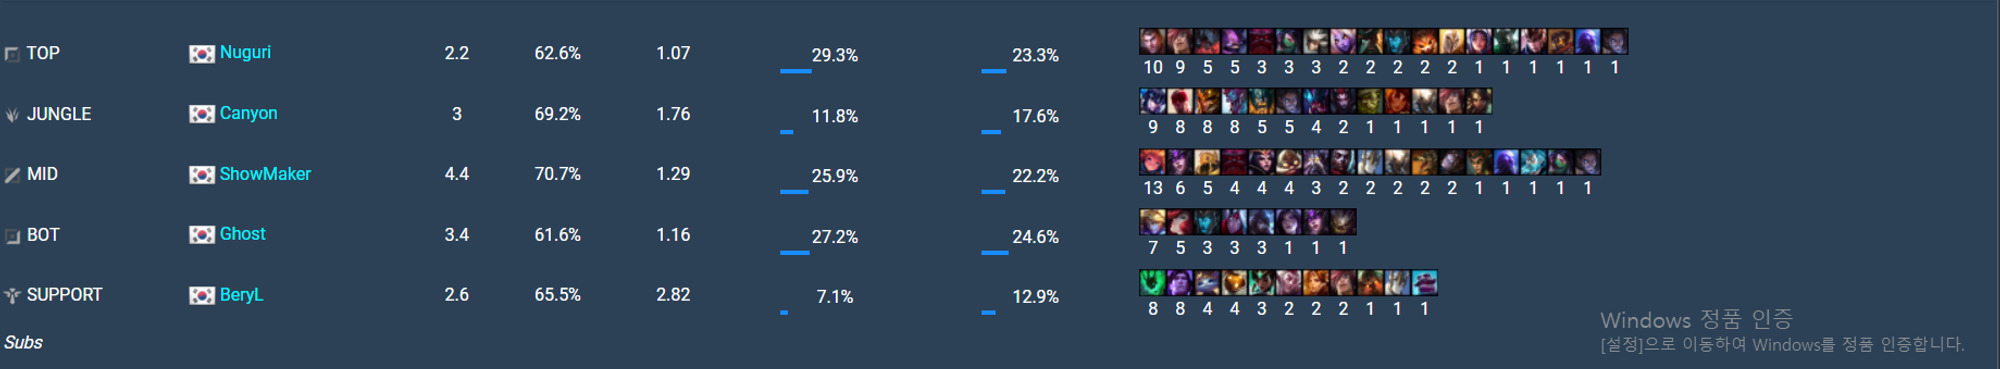 TOP Nuguri 2.2 62.6% 1.07 29.3% 23.3%
10 9 5 5 3 3 3 2 2 2 2 2 1 1 1 1 1 1
JUNGLE Canyon 3 69.2% 1.76 11.8% 17.6%
9 8 8 8 5 5 4 2 1 1 1 1 1
MID ShowMaker 4.4 70.7% 1.29 25.9% 22.2%
13 6 5 4 4 4 3 2 2 2 2 2 1 1 1 1 1
BOT Ghost 3.4 61.6% 1.16 27.2% 24.6%
7 5 3 3 3 1 1 1
SUPPORT BeryL 2.6 65.5% 2.82 7.1% 12.9%
8 8 4 4 3 2 2 2 1 1 1
Subs
Windows 정품 인증
[설정]으로 이동하여 Windows를 정품 인증합니다.